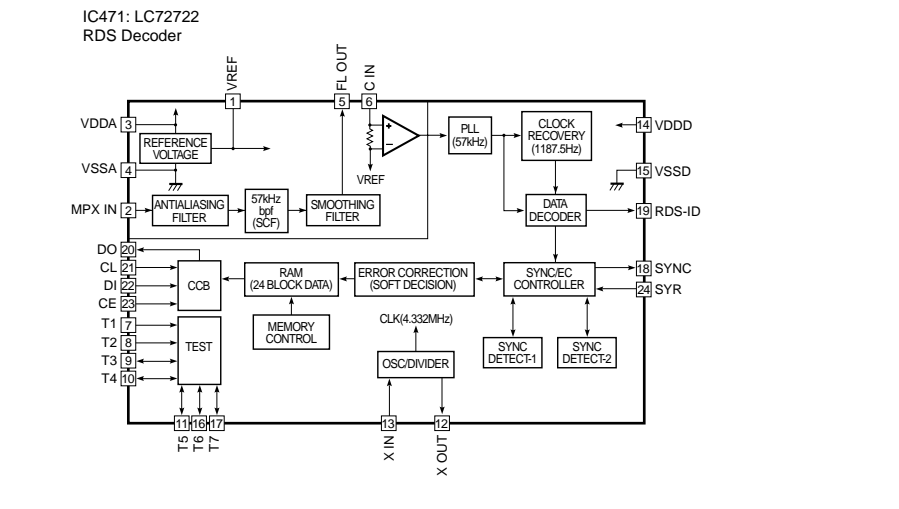 IC471: LC72722
RDS Decoder
VREF
FL OUT
C IN
1
5
6
VDDA
3
REFERENCE
VOLTAGE
VSSA
4
MPX IN
2
ANTIALIASING
FILTER
57kHz
bpf
(SCF)
SMOOTHING
FILTER
+
−
VREF
PLL
(57kHz)
CLOCK
RECOVERY
(1187.5Hz)
DATA
DECODER
14
VDDD
15
VSSD
19
RDS-ID
DO
20
CL
21
DI
22
CE
23
CCB
RAM
(24 BLOCK DATA)
ERROR CORRECTION
(SOFT DECISION)
SYNC/EC
CONTROLLER
18
SYNC
24
SYR
T1
7
T2
8
T3
9
T4
10
TEST
MEMORY
CONTROL
CLK(4.332MHz)
OSC/DIVIDER
SYNC
DETECT-1
SYNC
DETECT-2
11
16
17
13
12
T5
T6
T7
X IN
X OUT